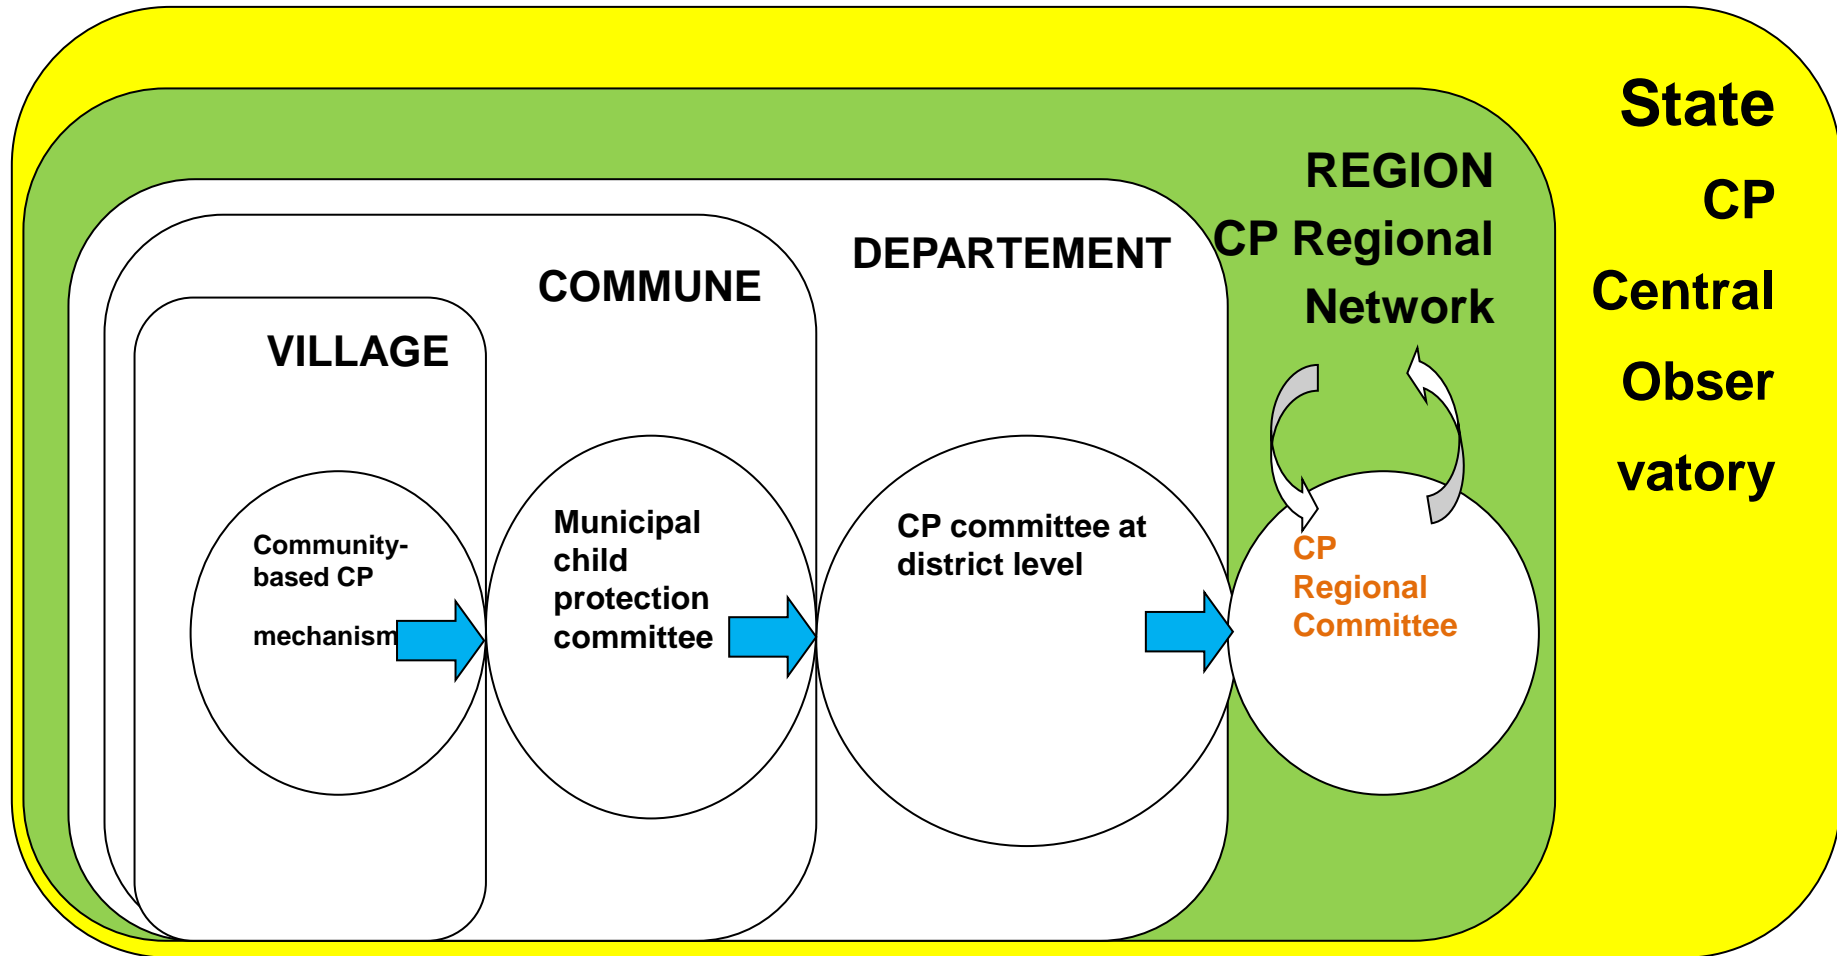 State
CP
Central
Obser
vatory
REGION
CP Regional
Network
DEPARTEMENT
COMMUNE
VILLAGE
Community-
based CP
mechanism
Municipal
child
protection
committee
CP committee at
district level
CP
Regional
Committee